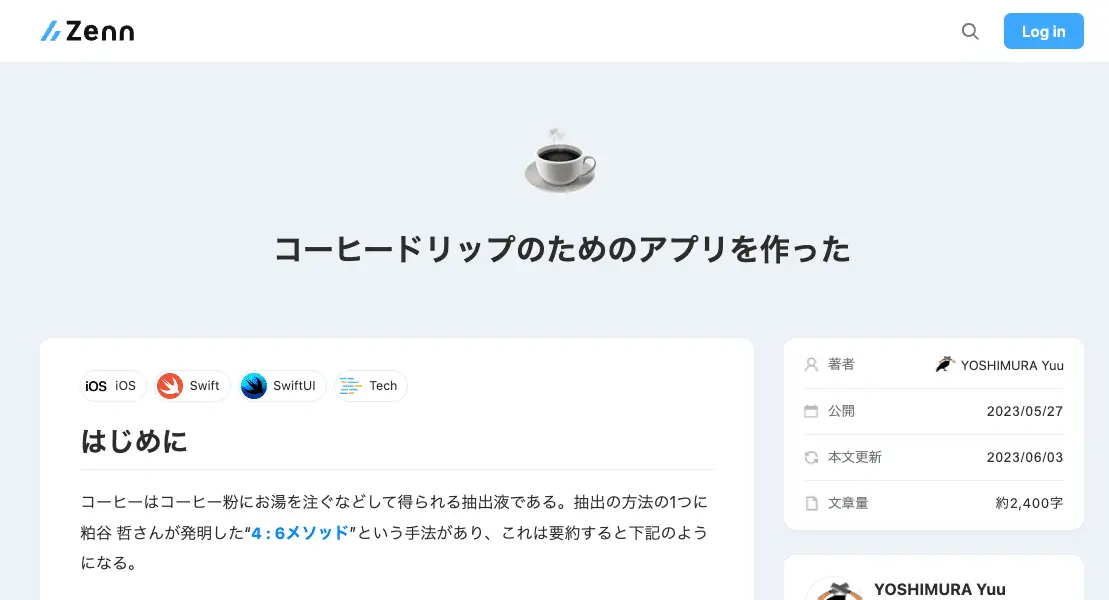 Zenn
Log in
コーヒードリップのためのアプリを作った
iOS iOS Swift SwiftUI Tech
はじめに
コーヒーはコーヒー粉にお湯を注ぐなどして得られる抽出液である。抽出の方法の1つに
粕谷 哲さんが発明した“4 : 6メソッド”という手法があり、これは要約すると下記のよう
になる。
著者 YOSHIMURA Yuu
公開 2023/05/27
本文更新 2023/06/03
文章量 約2,400字
YOSHIMURA Yuu